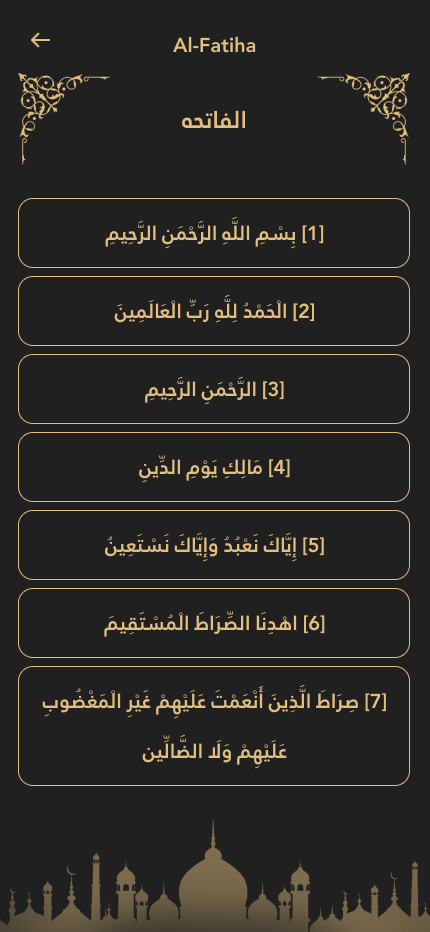 Al-Fatiha
الفاتحه
[1] بِسْمِ اللَّهِ الرَّحْمَنِ الرَّحِيمِ
[2] الْحَمْدُ لِلَّهِ رَبِّ الْعَالَمِينَ
[3] الرَّحْمَنِ الرَّحِيمِ
[4] مَالِكِ يَوْمِ الدِّينِ
[5] إِيَّاكَ نَعْبُدُ وَإِيَّاكَ نَسْتَعِينُ
[6] اهْدِنَا الصِّرَاطَ الْمُسْتَقِيمَ
[7] صِرَاطَ الَّذِينَ أَنْعَمْتَ عَلَيْهِمْ غَيْرِ الْمَغْضُوبِ
عَلَيْهِمْ وَلَا الضَّالِّين